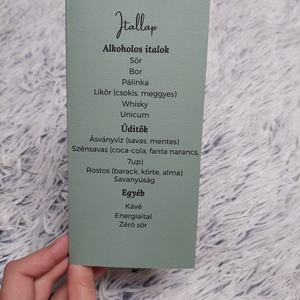 Itallap
Alkoholos italok
Sör
Bor
Pálinka
Likőr (csokis, meggyes)
Whisky
Unicum
Üdítők
Ásványvíz (savas, mentes)
Szénsavas (coca-cola, fanta narancs,
7up)
Rostos (barack, körte, alma)
Savanyúság
Egyéb
Kávé
Energiaital
Zéró sör